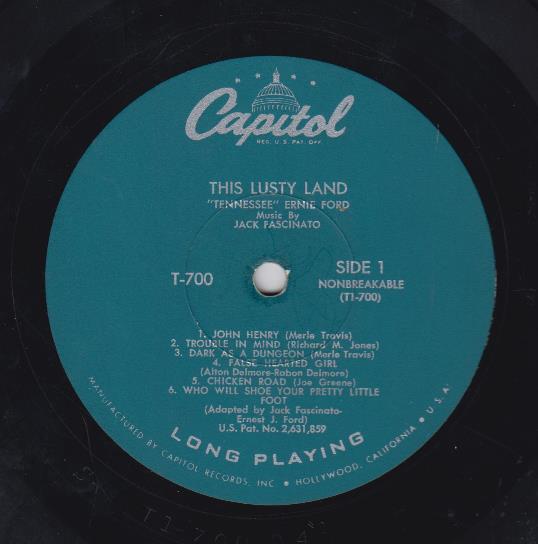 Capitol
REG. U.S. PAT. OFF.
THIS LUSTY LAND
"TENNESSEE" ERNIE FORD
Music By
JACK FASCINATO
T-700
SIDE 1
NONBREAKABLE
(T1-700)
1. JOHN HENRY (Merle Travis)
2. TROUBLE IN MIND (Richard M. Jones)
3. DARK AS A DUNGEON (Merle Travis)
4. FALSE HEARTED GIRL
(Alton Delmore-Rabon Delmore)
5. CHICKEN ROAD (Joe Greene)
6. WHO WILL SHOE YOUR PRETTY LITTLE
FOOT
(Adapted by Jack Fascinato-
Ernest J. Ford)
U.S. Pat. No. 2,631,859
LONG PLAYING
MANUFACTURED BY CAPITOL RECORDS, INC • HOLLYWOOD, CALIFORNIA • U.S.A.